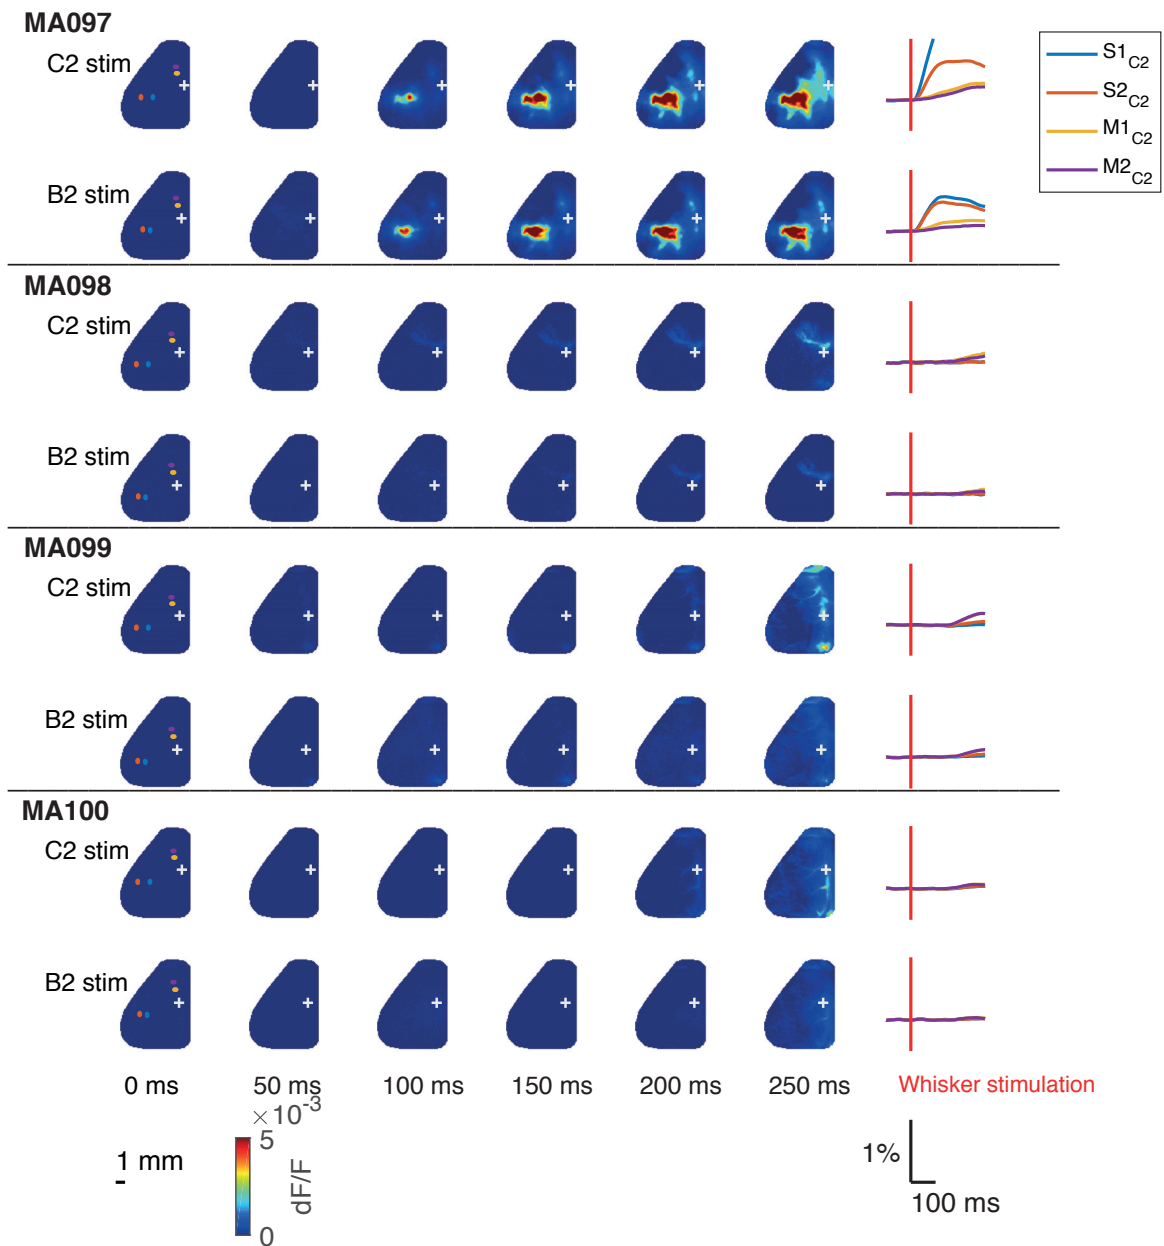 MA097
C2 stim
B2 stim
S1C2
S2C2
M1C2
M2C2
MA098
C2 stim
B2 stim
MA099
C2 stim
B2 stim
MA100
C2 stim
B2 stim
0 ms 50 ms 100 ms 150 ms 200 ms 250 ms Whisker stimulation
×10-3
5
0
dF/F
1 mm
1%
100 ms